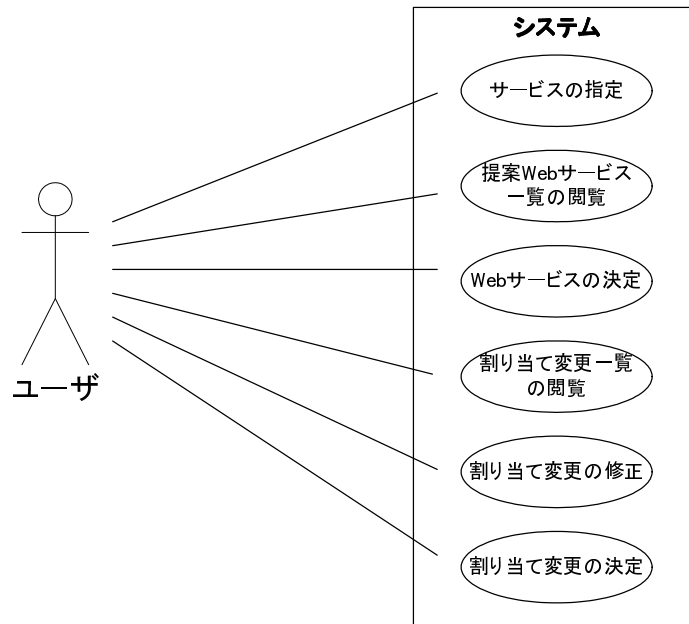 システム
サービスの指定
提案Webサービス
一覧の閲覧
Webサービスの決定
割り当て変更一覧
の閲覧
割り当て変更の修正
割り当て変更の決定
ユーザ